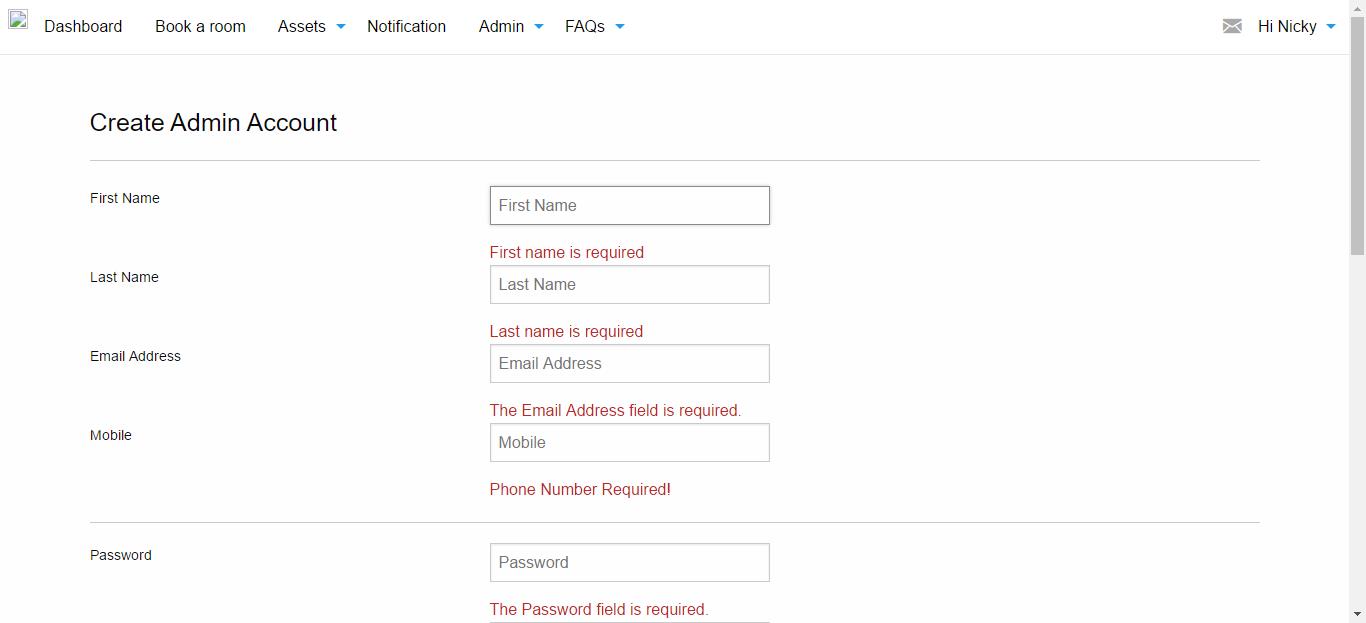 Dashboard Book a room Assets Notification Admin FAQs Hi Nicky
Create Admin Account
First Name First Name
First name is required
Last Name Last Name
Last name is required
Email Address Email Address
The Email Address field is required.
Mobile Mobile
Phone Number Required!
Password Password
The Password field is required.